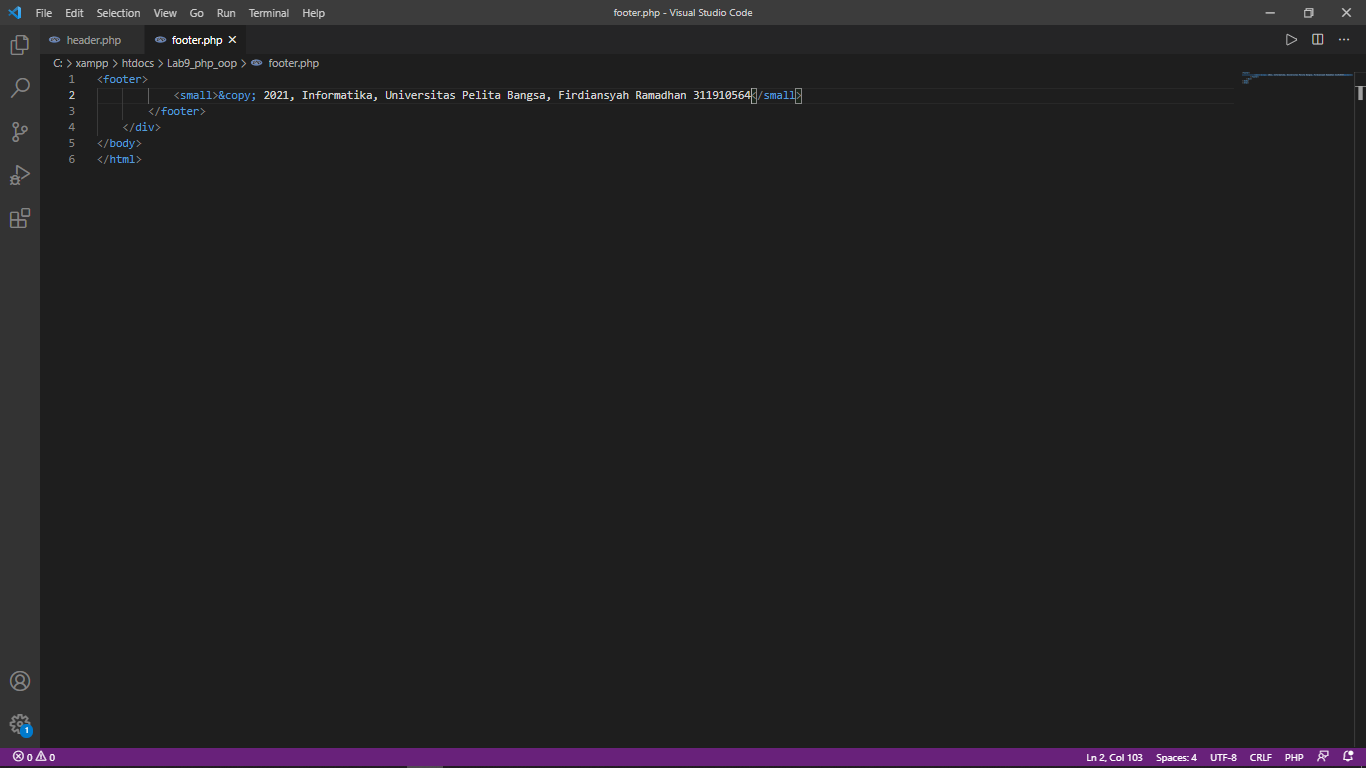 File Edit Selection View Go Run Terminal Help footer.php - Visual Studio Code
header.php footer.php
C: > xampp > htdocs > Lab9_php_oop > footer.php
1 <footer>
2 <small>&copy; 2021, Informatika, Universitas Pelita Bangsa, Firdiansyah Ramadhan 311910564</small>
3 </footer>
4 </div>
5 </body>
6 </html>
1
0 0 Ln 2, Col 103 Spaces: 4 UTF-8 CRLF PHP